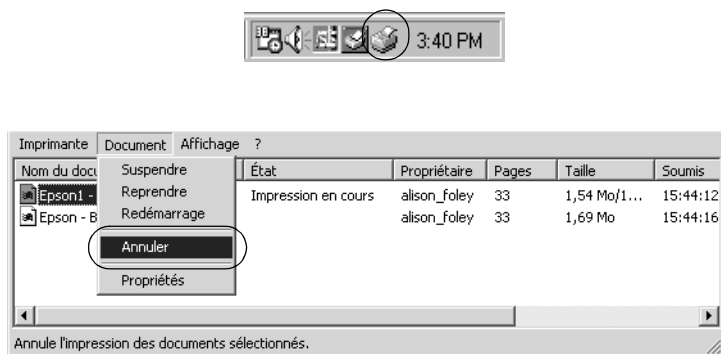 3:40 PM
Imprimante Document Affichage ?
Nom du docu État Propriétaire Pages Taille Soumis
Suspendre
Epson1 - Impression en cours alison_foley 33 1,54 Mo/1... 15:44:12
Reprendre
Epson - B alison_foley 33 1,69 Mo 15:44:16
Redémarrage
Annuler
Propriétés
Annule l'impression des documents sélectionnés.